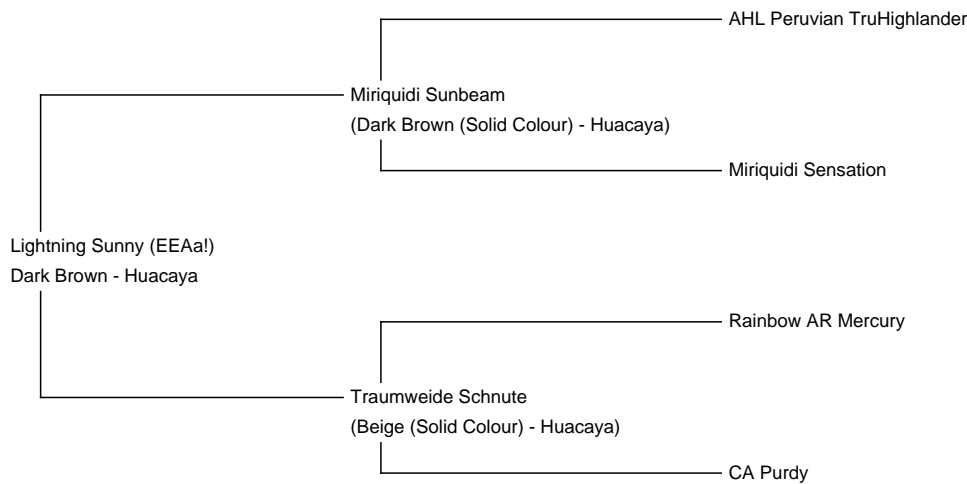 AHL Peruvian TruHighlander
Miriquidi Sunbeam
(Dark Brown (Solid Colour) - Huacaya)
Miriquidi Sensation
Lightning Sunny (EEAa!)
Dark Brown - Huacaya
Rainbow AR Mercury
Traumweide Schnute
(Beige (Solid Colour) - Huacaya)
CA Purdy